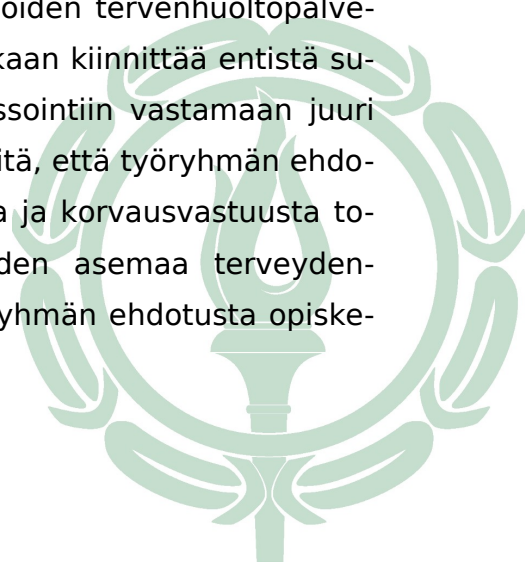 oiden tervenhuoltopalve-
kaan kiinnittää entistä su-
ssointiin vastamaan juuri
itä, että työryhmän ehdo-
a ja korvausvastuusta to-
den asemaa terveyden-
yhmän ehdotusta opiske-